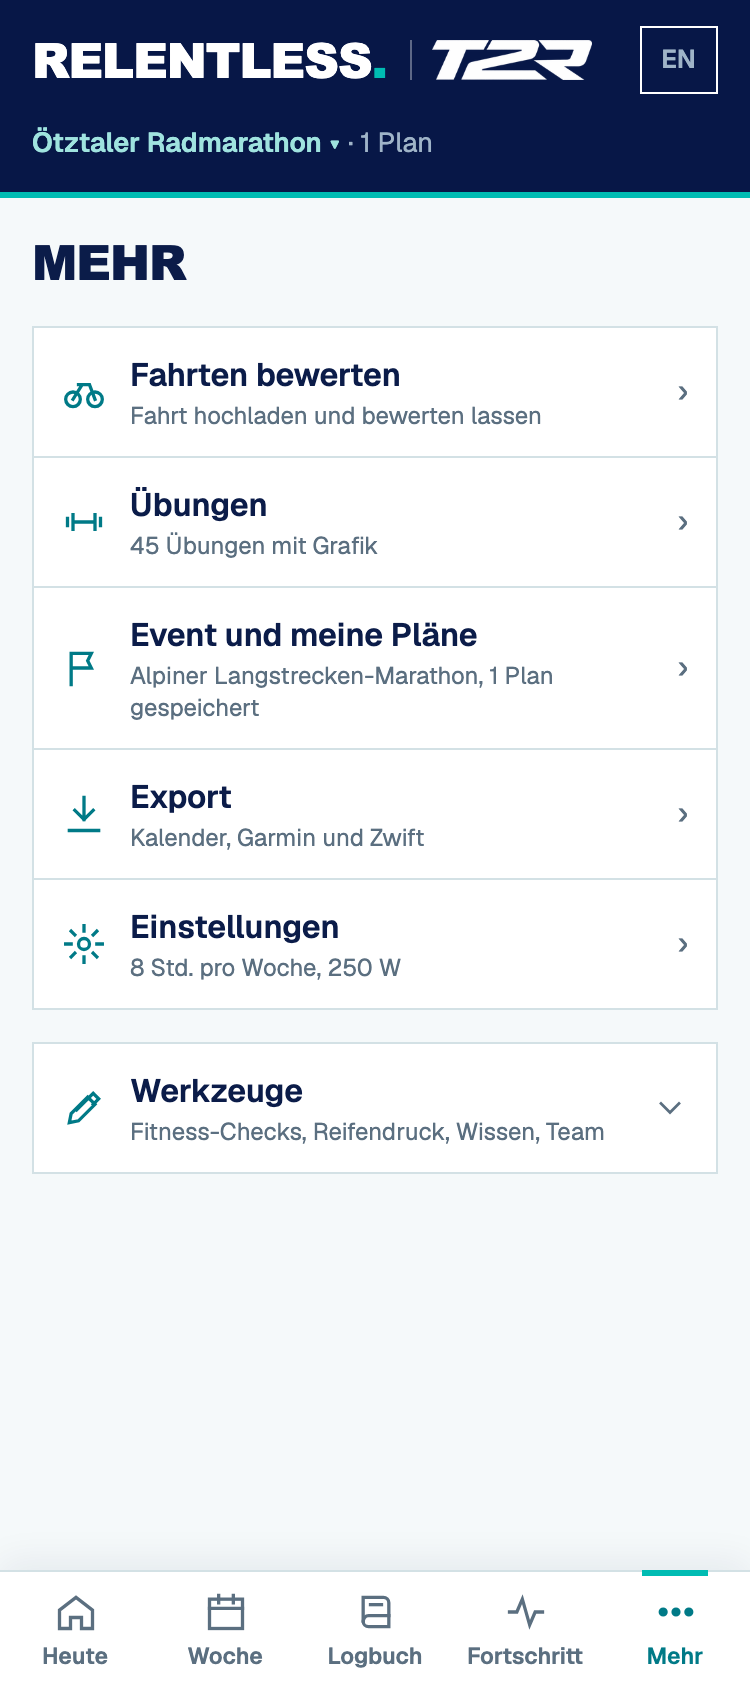 RELENTLESS. T2R EN
Ötztaler Radmarathon ▾ · 1 Plan
MEHR
Fahrten bewerten
Fahrt hochladen und bewerten lassen
Übungen
45 Übungen mit Grafik
Event und meine Pläne
Alpiner Langstrecken-Marathon, 1 Plan
gespeichert
Export
Kalender, Garmin und Zwift
Einstellungen
8 Std. pro Woche, 250 W
Werkzeuge
Fitness-Checks, Reifendruck, Wissen, Team
Heute Woche Logbuch Fortschritt Mehr